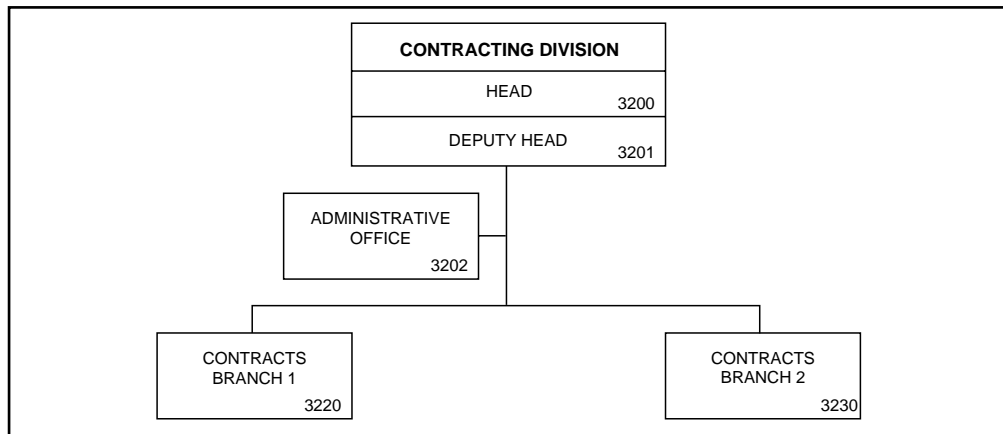 CONTRACTING DIVISION
HEAD
3200
DEPUTY HEAD
3201
ADMINISTRATIVE
OFFICE
3202
CONTRACTS
BRANCH 1
3220
CONTRACTS
BRANCH 2
3230